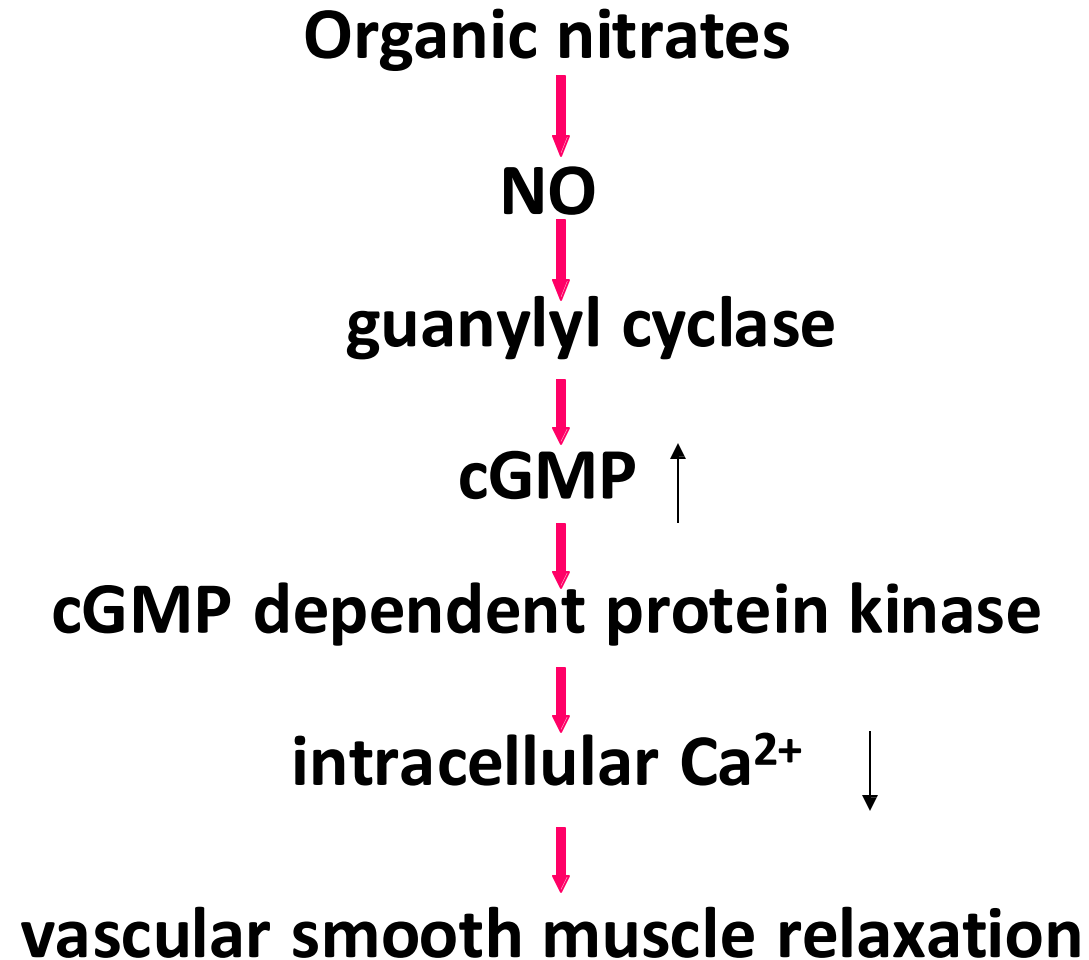 Organic nitrates
NO
guanylyl cyclase
cGMP
cGMP dependent protein kinase
intracellular Ca²⁺
vascular smooth muscle relaxation